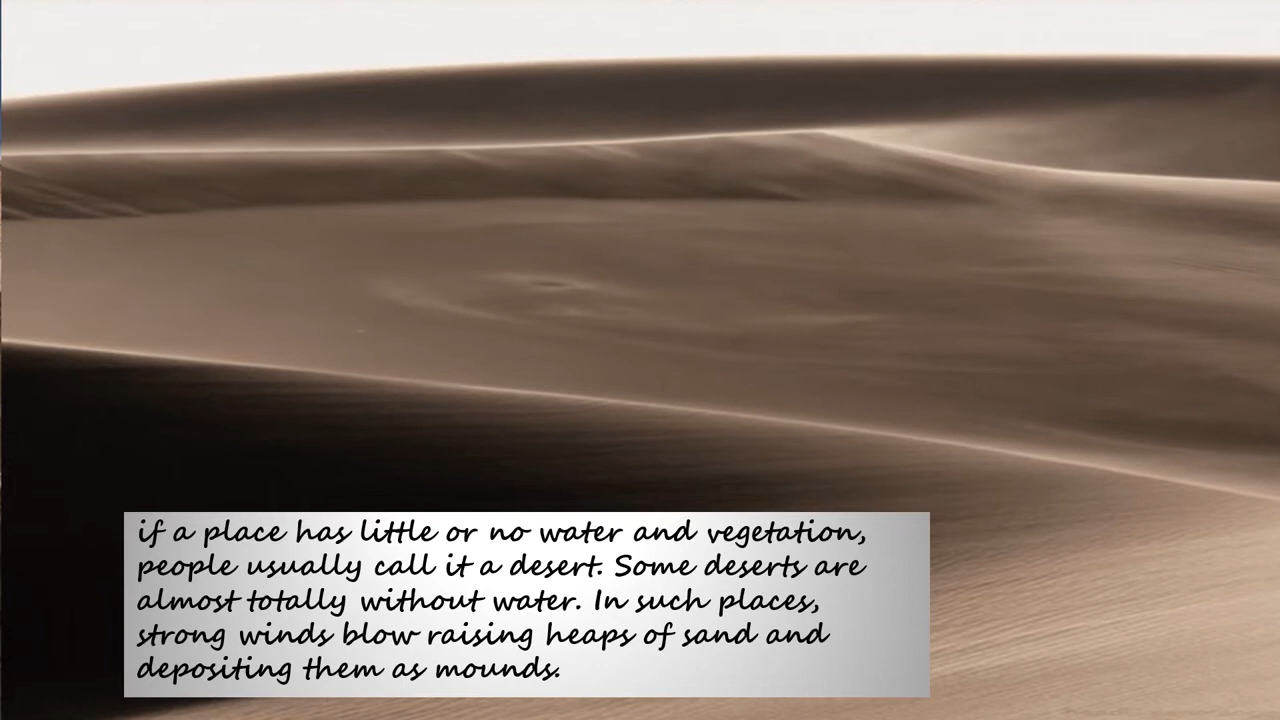 if a place has little or no water and vegetation,
people usually call it a desert. Some deserts are
almost totally without water. In such places,
strong winds blow raising heaps of sand and
depositing them as mounds.